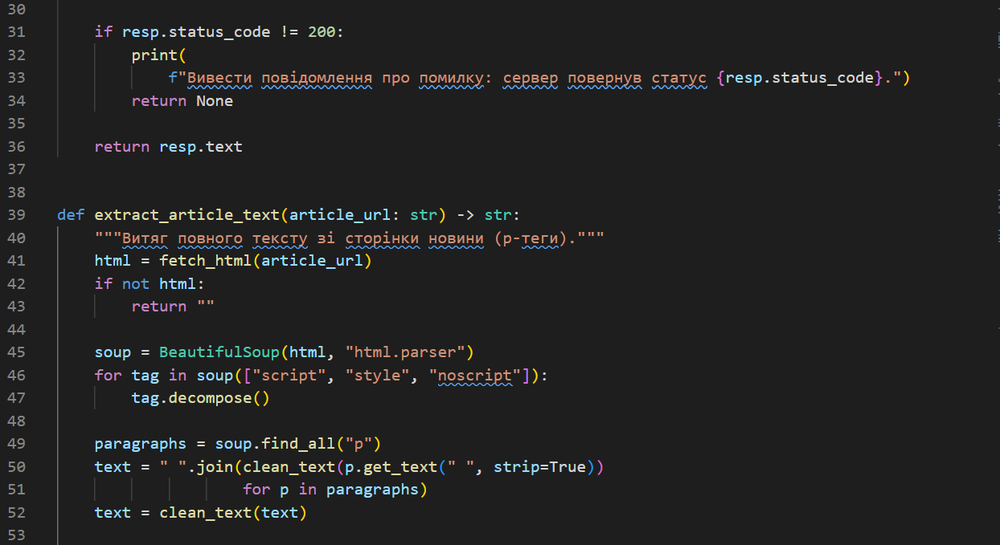 30
31 if resp.status_code != 200:
32 print(
33 f"Вивести повідомлення про помилку: сервер повернув статус {resp.status_code}.")
34 return None
35
36 return resp.text
37
38
39 def extract_article_text(article_url: str) -> str:
40 """Витяг повного тексту зі сторінки новини (p-теги)."""
41 html = fetch_html(article_url)
42 if not html:
43 return ""
44
45 soup = BeautifulSoup(html, "html.parser")
46 for tag in soup(["script", "style", "noscript"]):
47 tag.decompose()
48
49 paragraphs = soup.find_all("p")
50 text = " ".join(clean_text(p.get_text(" ", strip=True))
51 for p in paragraphs)
52 text = clean_text(text)
53